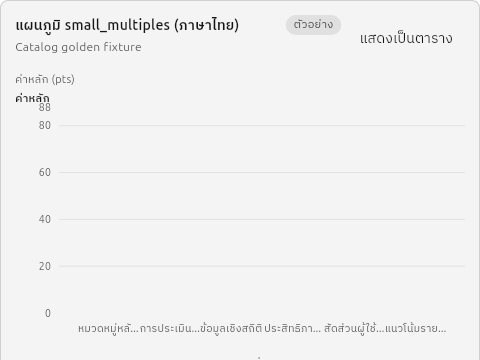 แผนภูมิ small_multiples (ภาษาไทย)
ตัวอย่าง
แสดงเป็นตาราง
Catalog golden fixture
ค่าหลัก (pts)
ค่าหลัก
88
80
60
40
20
0
หมวดหมู่หลั... การประเมิน... ข้อมูลเชิงสถิติ ประสิทธิภา... สัดส่วนผู้ใช้... แนวโน้มราย...